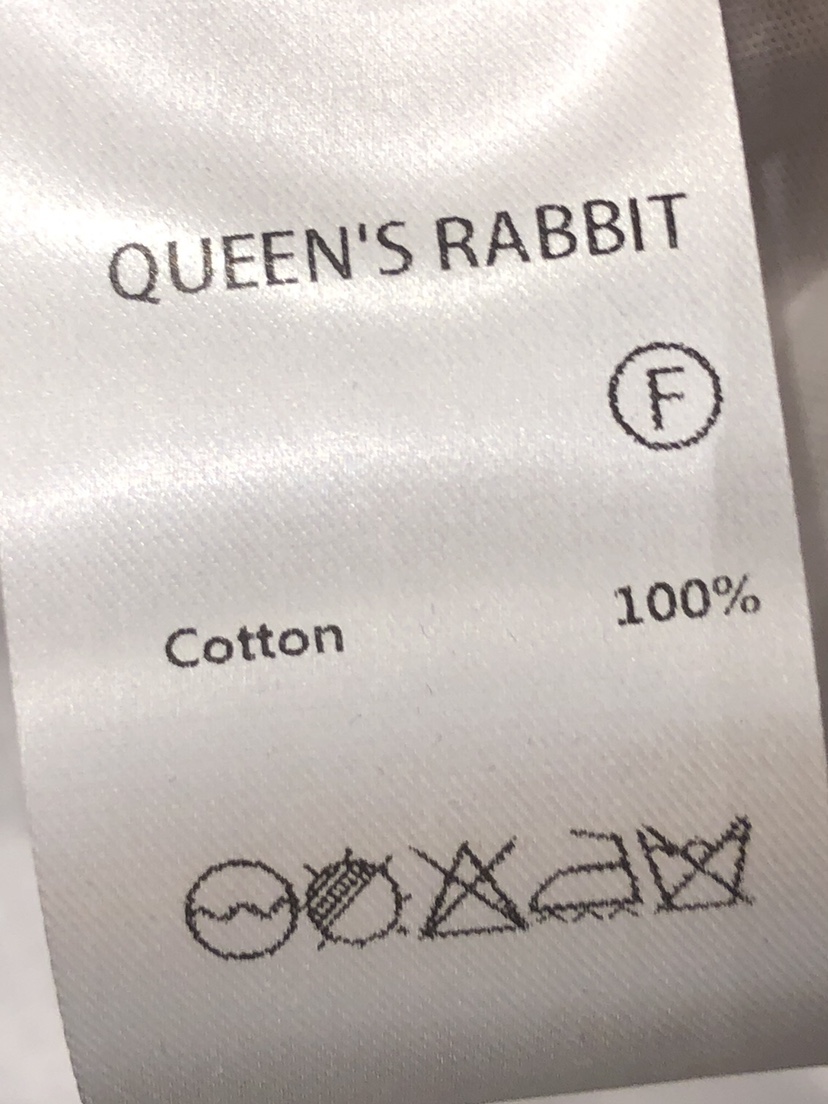 QUEEN'S RABBIT
F
Cotton 100%